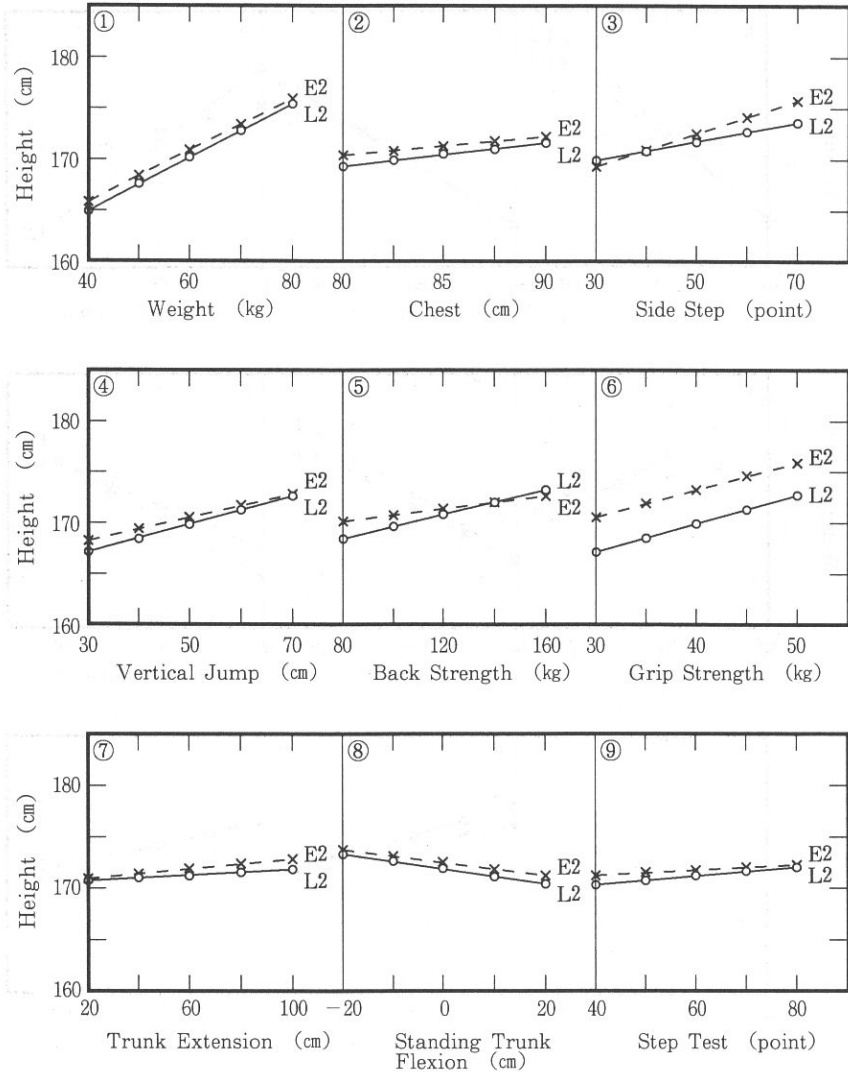 ① ② ③
180
E2 E2 E2
L2 L2 L2
170
160
Height (cm)
40 60 80 80 85 90 30 50 70
Weight (kg) Chest (cm) Side Step (point)
④ ⑤ ⑥
180
E2 L2 E2
L2 E2 L2
170
160
Height (cm)
30 50 70 80 120 160 30 40 50
Vertical Jump (cm) Back Strength (kg) Grip Strength (kg)
⑦ ⑧ ⑨
180
E2 E2 E2
L2 L2 L2
170
160
Height (cm)
20 60 100 −20 0 20 40 60 80
Trunk Extension (cm) Standing Trunk Step Test (point)
Flexion (cm)